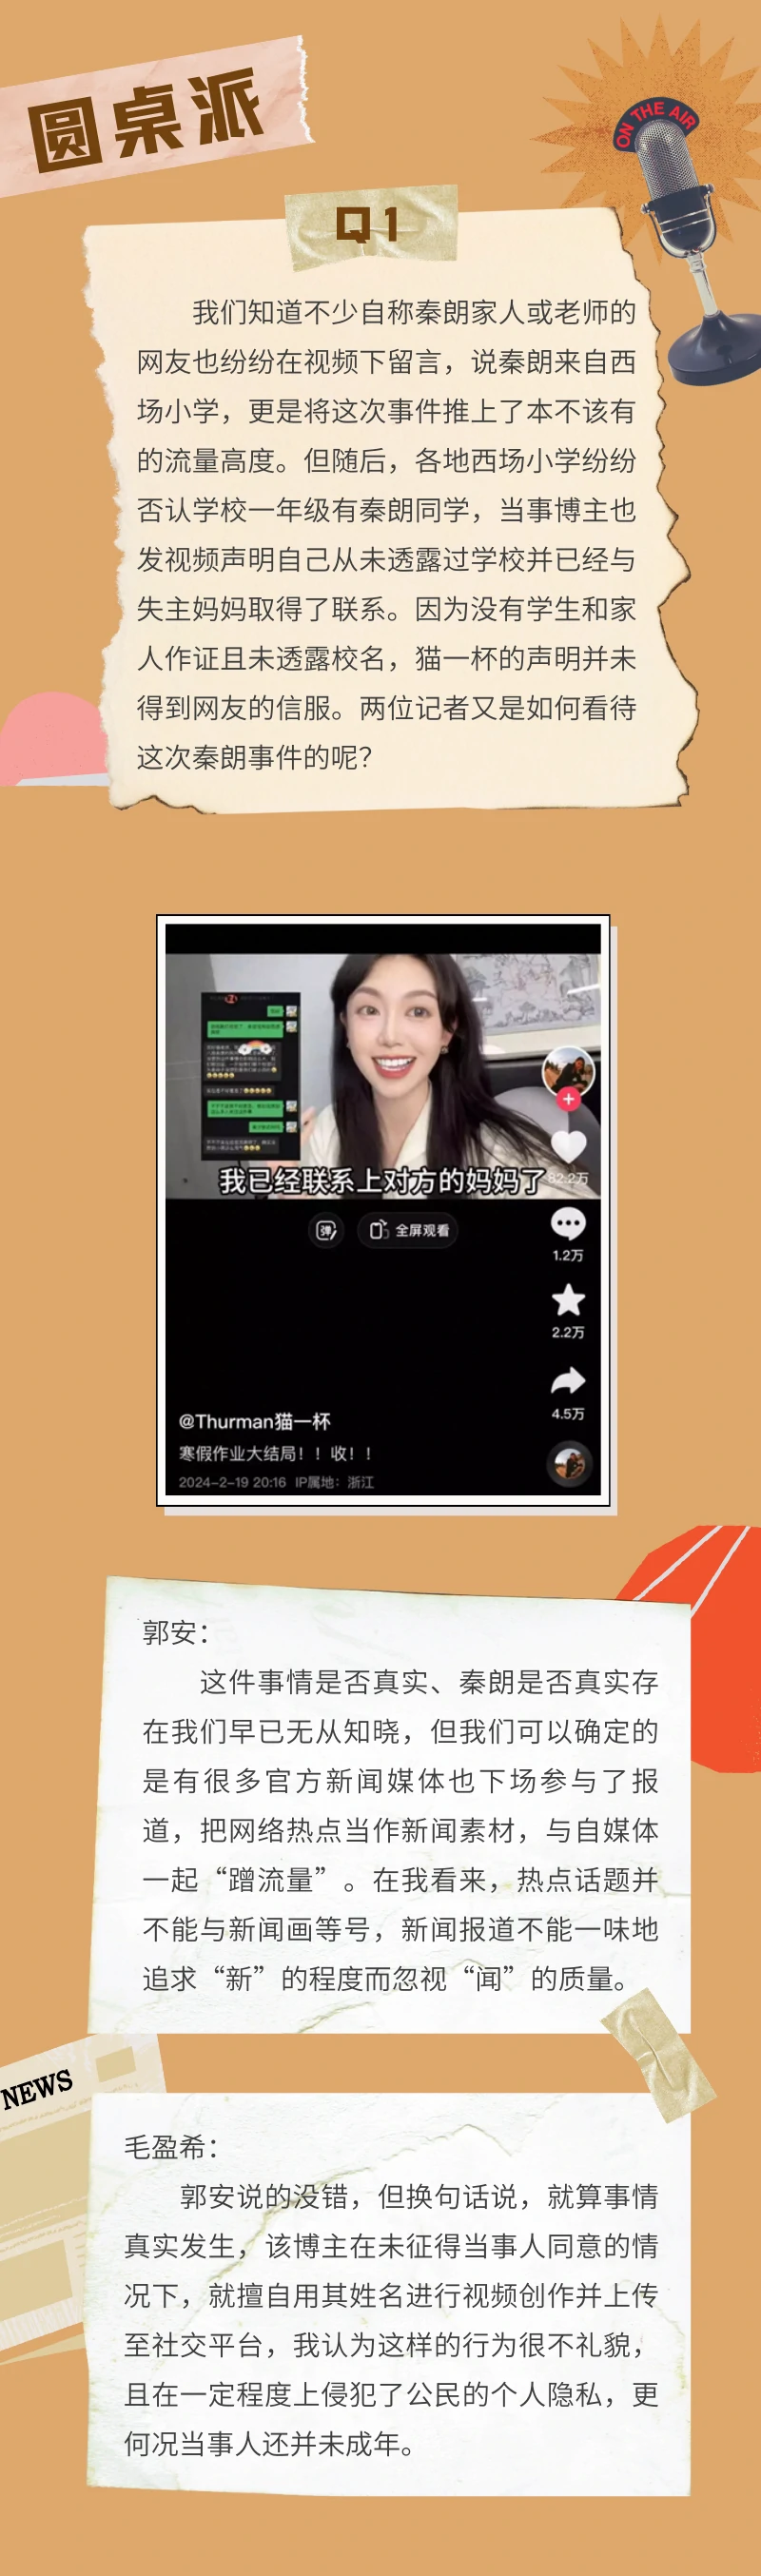 圆桌派
ON THE AIR
Q1
我们知道不少自称秦朗家人或老师的
网友也纷纷在视频下留言，说秦朗来自西
场小学，更是将这次事件推上了本不该有
的流量高度。但随后，各地西场小学纷纷
否认学校一年级有秦朗同学，当事博主也
发视频声明自己从未透露过学校并已经与
失主妈妈取得了联系。因为没有学生和家
人作证且未透露校名，猫一杯的声明并未
得到网友的信服。两位记者又是如何看待
这次秦朗事件的呢？
我已经联系上对方的妈妈了
82.2万
弹
全屏观看
1.2万
2.2万
4.5万
@Thurman猫一杯
寒假作业大结局！！收！！
2024-2-19 20:16 IP属地：浙江
郭安：
这件事情是否真实、秦朗是否真实存
在我们早已无从知晓，但我们可以确定的
是有很多官方新闻媒体也下场参与了报
道，把网络热点当作新闻素材，与自媒体
一起“蹭流量”。在我看来，热点话题并
不能与新闻画等号，新闻报道不能一味地
追求“新”的程度而忽视“闻”的质量。
NEWS
毛盈希：
郭安说的没错，但换句话说，就算事情
真实发生，该博主在未征得当事人同意的情
况下，就擅自用其姓名进行视频创作并上传
至社交平台，我认为这样的行为很不礼貌，
且在一定程度上侵犯了公民的个人隐私，更
何况当事人还并未成年。